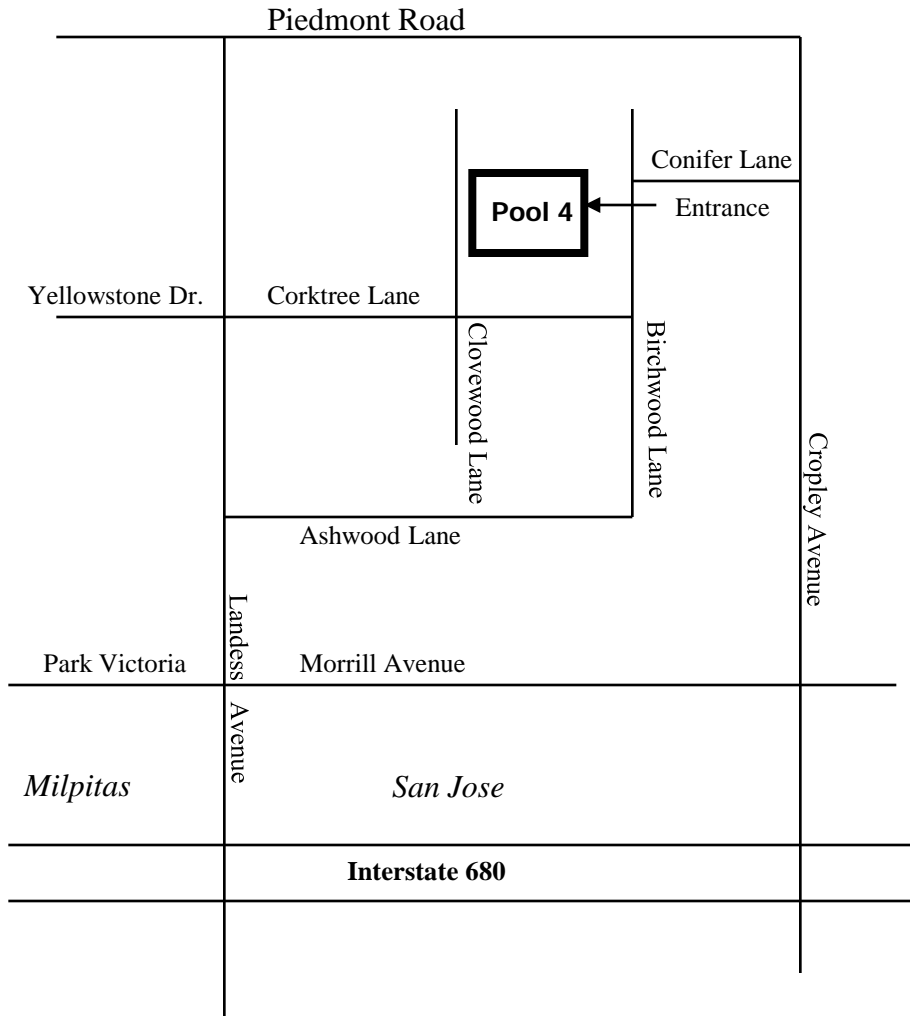 Piedmont Road
Conifer Lane
Pool 4
Entrance
Yellowstone Dr.
Corktree Lane
Clovewood Lane
Birchwood Lane
Cropley Avenue
Ashwood Lane
Landess Avenue
Park Victoria
Morrill Avenue
Milpitas
San Jose
Interstate 680